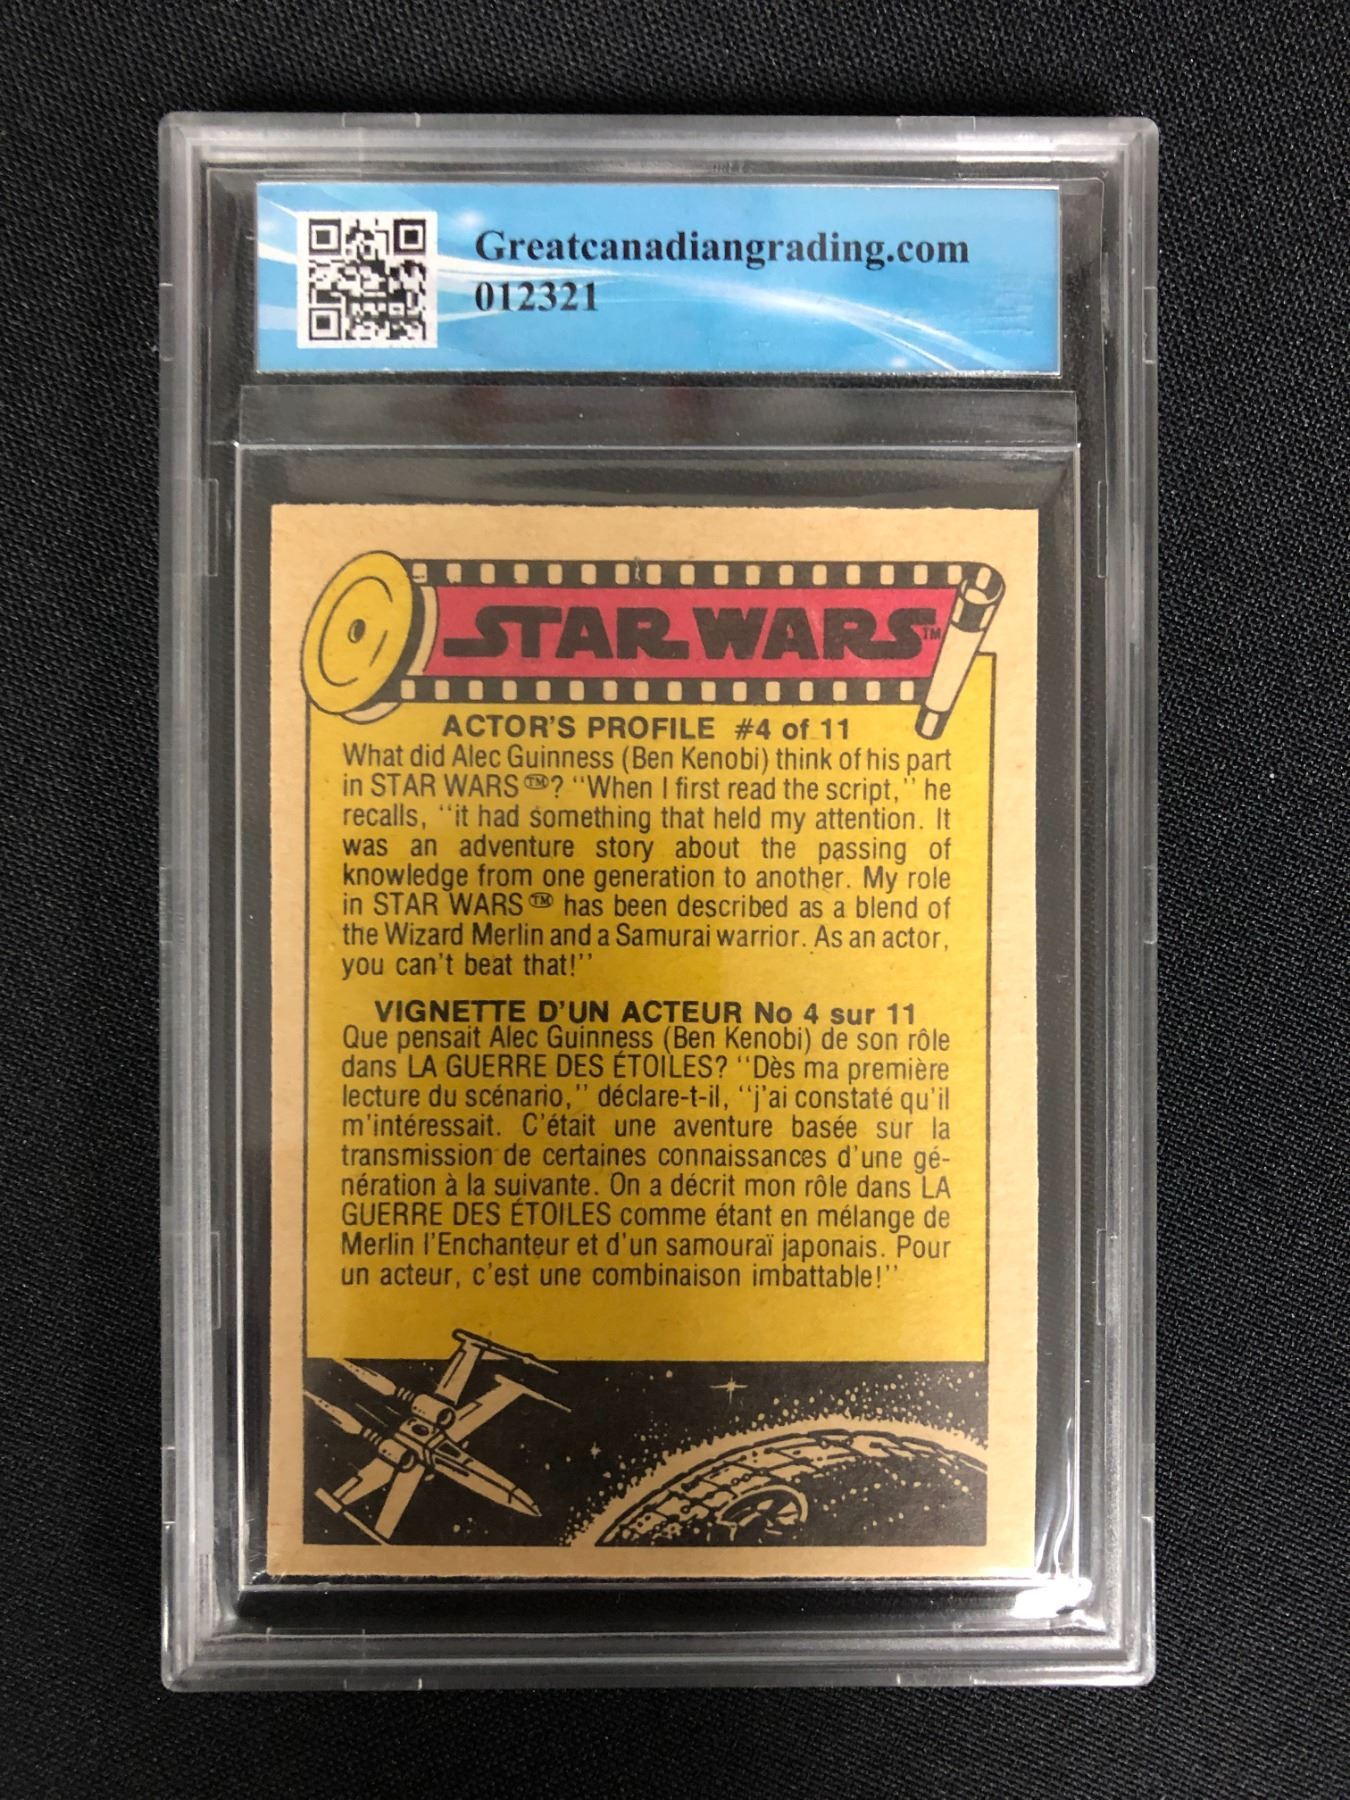 Greatcanadiangrading.com
012321
STAR WARS™
ACTOR'S PROFILE #4 of 11
What did Alec Guinness (Ben Kenobi) think of his part
in STAR WARS™? "When I first read the script," he
recalls, "it had something that held my attention. It
was an adventure story about the passing of
knowledge from one generation to another. My role
in STAR WARS™ has been described as a blend of
the Wizard Merlin and a Samurai warrior. As an actor,
you can't beat that!"
VIGNETTE D'UN ACTEUR No 4 sur 11
Que pensait Alec Guinness (Ben Kenobi) de son rôle
dans LA GUERRE DES ÉTOILES? "Dès ma première
lecture du scénario," déclare-t-il, "j'ai constaté qu'il
m'intéressait. C'était une aventure basée sur la
transmission de certaines connaissances d'une gé-
nération à la suivante. On a décrit mon rôle dans LA
GUERRE DES ÉTOILES comme étant en mélange de
Merlin l'Enchanteur et d'un samouraï japonais. Pour
un acteur, c'est une combinaison imbattable!"